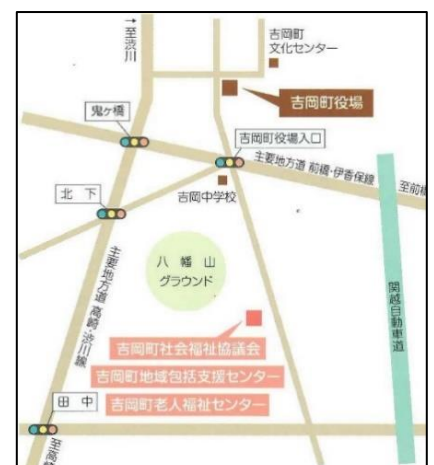 ↑至渋川
吉岡町
文化センター
吉岡町役場
鬼ヶ橋
吉岡町役場入口
主要地方道 前橋・伊香保線
至前橋
吉岡中学校
北 下
八 幡 山
グラウンド
関越自動車道
主要地方道 高崎・渋川線
吉岡町社会福祉協議会
吉岡町地域包括支援センター
吉岡町老人福祉センター
田 中
至高崎